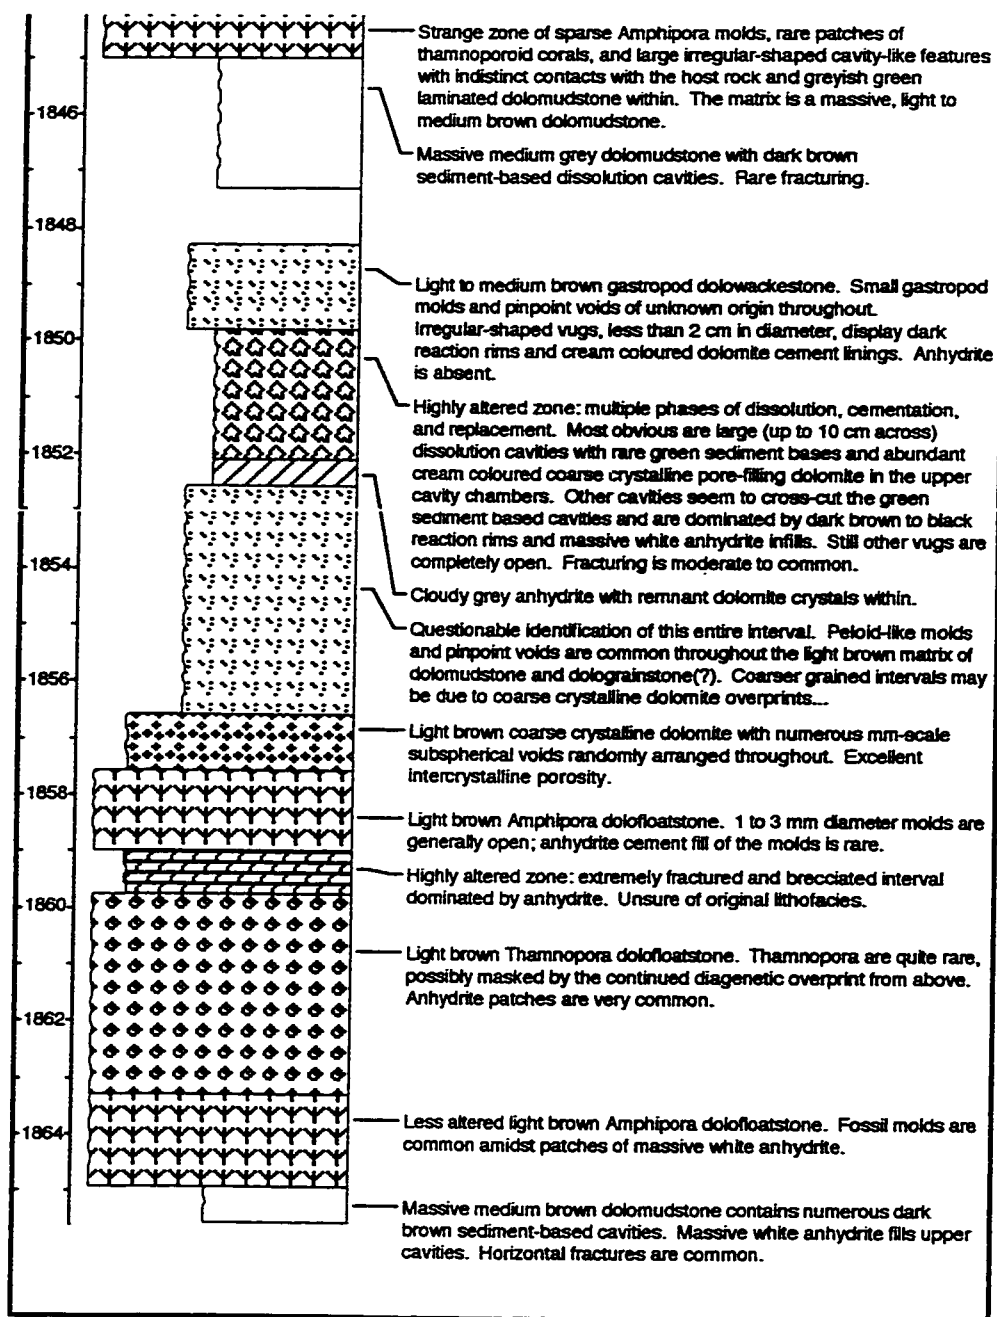 Strange zone of sparse Amphipora molds, rare patches of
thamnoporoid corals, and large irregular-shaped cavity-like features
with indistinct contacts with the host rock and greyish green
laminated dolomudstone within. The matrix is a massive, light to
medium brown dolomudstone.
1846
Massive medium grey dolomudstone with dark brown
sediment-based dissolution cavities. Rare fracturing.
1848
Light to medium brown gastropod dolowackestone. Small gastropod
molds and pinpoint voids of unknown origin throughout.
Irregular-shaped vugs, less than 2 cm in diameter, display dark
reaction rims and cream coloured dolomite cement linings. Anhydrite
is absent.
1850
Highly altered zone: multiple phases of dissolution, cementation,
and replacement. Most obvious are large (up to 10 cm across)
dissolution cavities with rare green sediment bases and abundant
cream coloured coarse crystalline pore-filling dolomite in the upper
cavity chambers. Other cavities seem to cross-cut the green
sediment based cavities and are dominated by dark brown to black
reaction rims and massive white anhydrite infills. Still other vugs are
completely open. Fracturing is moderate to common.
1852
1854
Cloudy grey anhydrite with remnant dolomite crystals within.
Questionable identification of this entire interval. Peloid-like molds
and pinpoint voids are common throughout the light brown matrix of
dolomudstone and dolograinstone(?). Coarser grained intervals may
be due to coarse crystalline dolomite overprints...
1856
Light brown coarse crystalline dolomite with numerous mm-scale
subspherical voids randomly arranged throughout. Excellent
intercrystalline porosity.
1858
Light brown Amphipora dolofloatstone. 1 to 3 mm diameter molds are
generally open; anhydrite cement fill of the molds is rare.
Highly altered zone: extremely fractured and brecciated interval
dominated by anhydrite. Unsure of original lithofacies.
1860
Light brown Thamnopora dolofloatstone. Thamnopora are quite rare,
possibly masked by the continued diagenetic overprint from above.
Anhydrite patches are very common.
1862
1864
Less altered light brown Amphipora dolofloatstone. Fossil molds are
common amidst patches of massive white anhydrite.
Massive medium brown dolomudstone contains numerous dark
brown sediment-based cavities. Massive white anhydrite fills upper
cavities. Horizontal fractures are common.